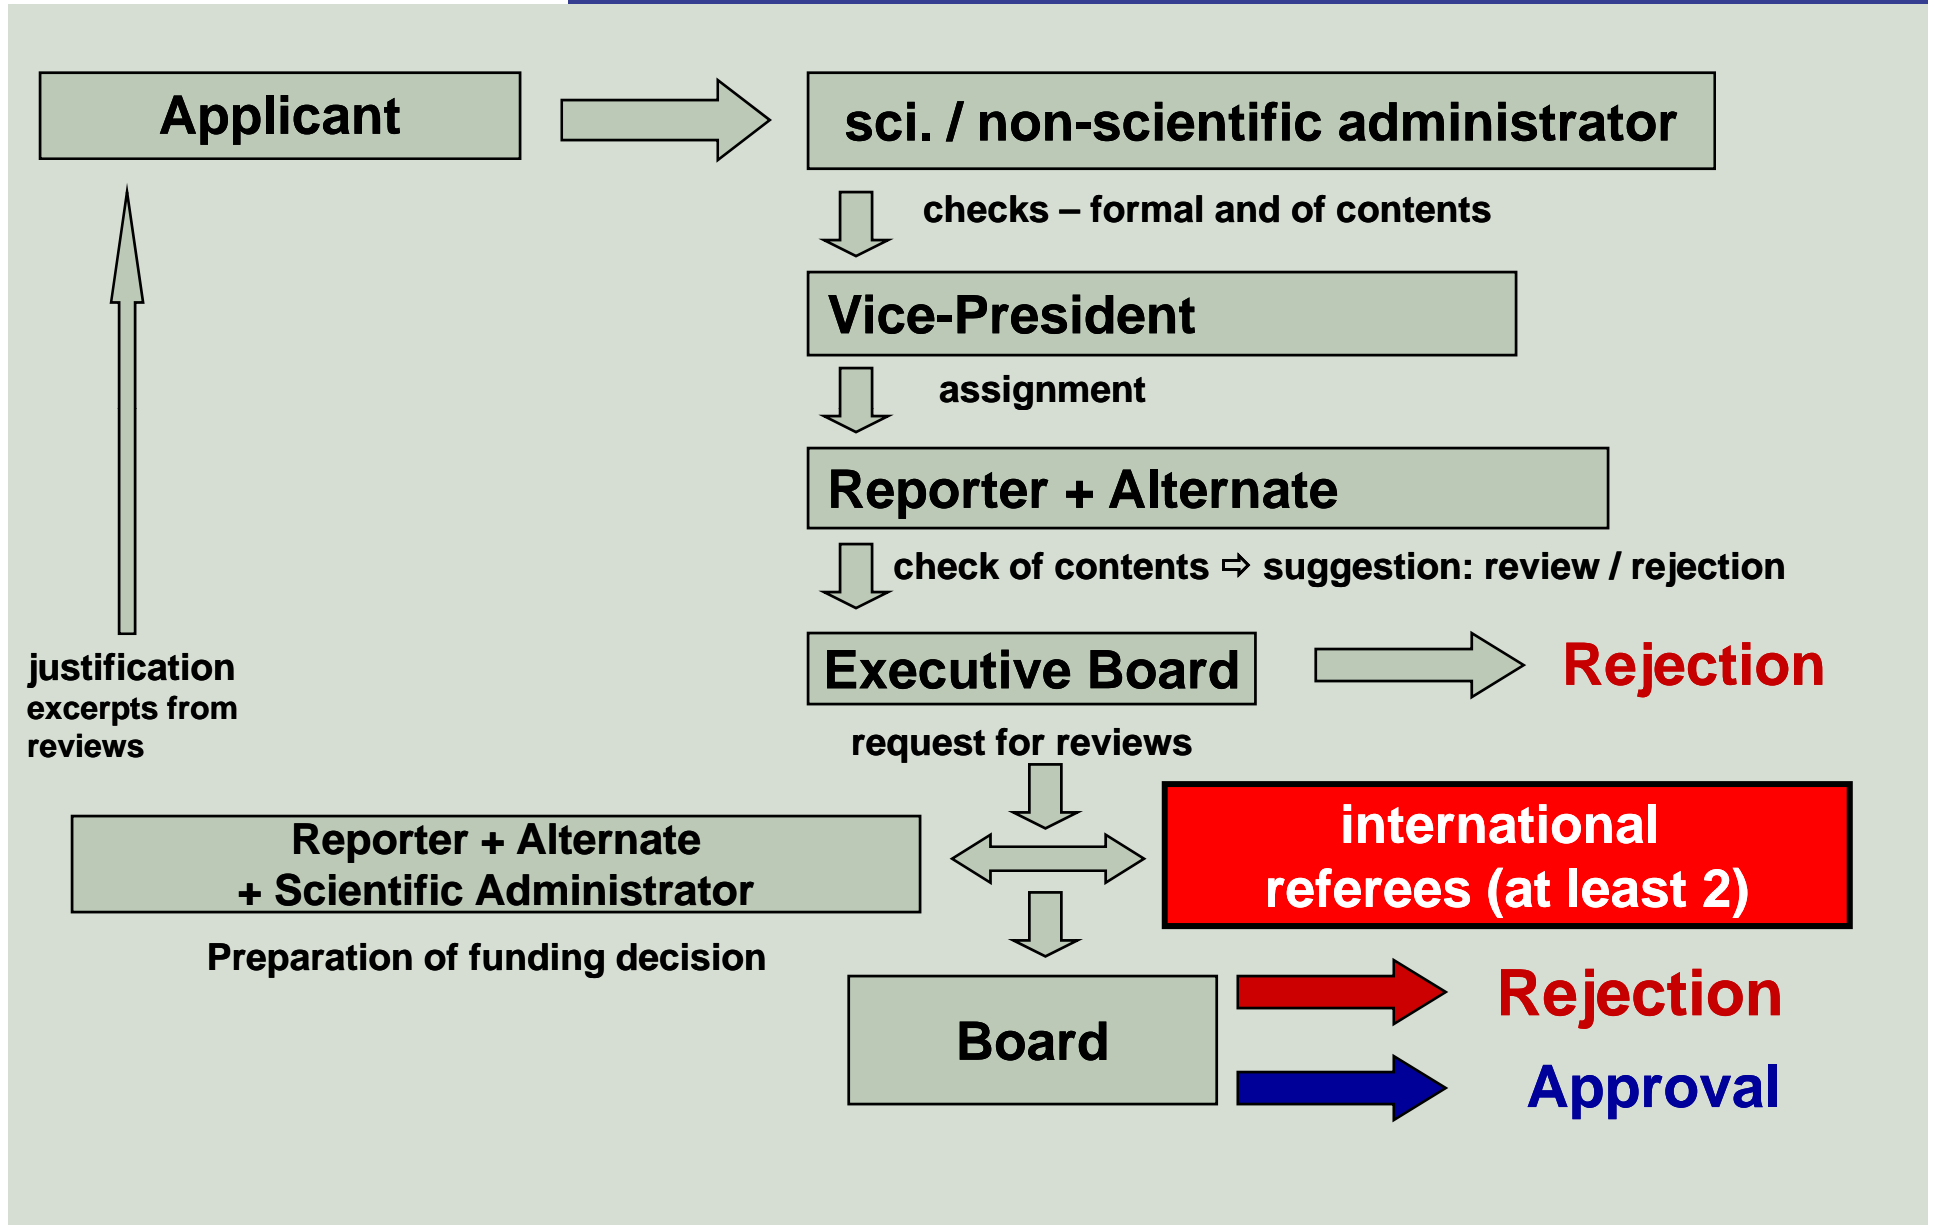 Applicant
sci. / non-scientific administrator
checks – formal and of contents
Vice-President
assignment
Reporter + Alternate
check of contents ⇨ suggestion: review / rejection
Executive Board
Rejection
justification
excerpts from
reviews
request for reviews
Reporter + Alternate
+ Scientific Administrator
international
referees (at least 2)
Preparation of funding decision
Board
Rejection
Approval